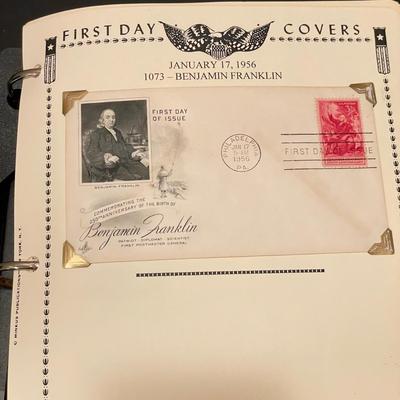 FIRST DAY COVERS
JANUARY 17, 1956
1073 – BENJAMIN FRANKLIN
FIRST DAY
OF ISSUE
BENJAMIN FRANKLIN
PHILADELPHIA
JAN 17
1956
PA.
FIRST DAY OF ISSUE
COMMEMORATING THE
250TH ANNIVERSARY OF THE BIRTH OF
Benjamin Franklin
PATRIOT - DIPLOMAT - SCIENTIST
FIRST POSTMASTER GENERAL